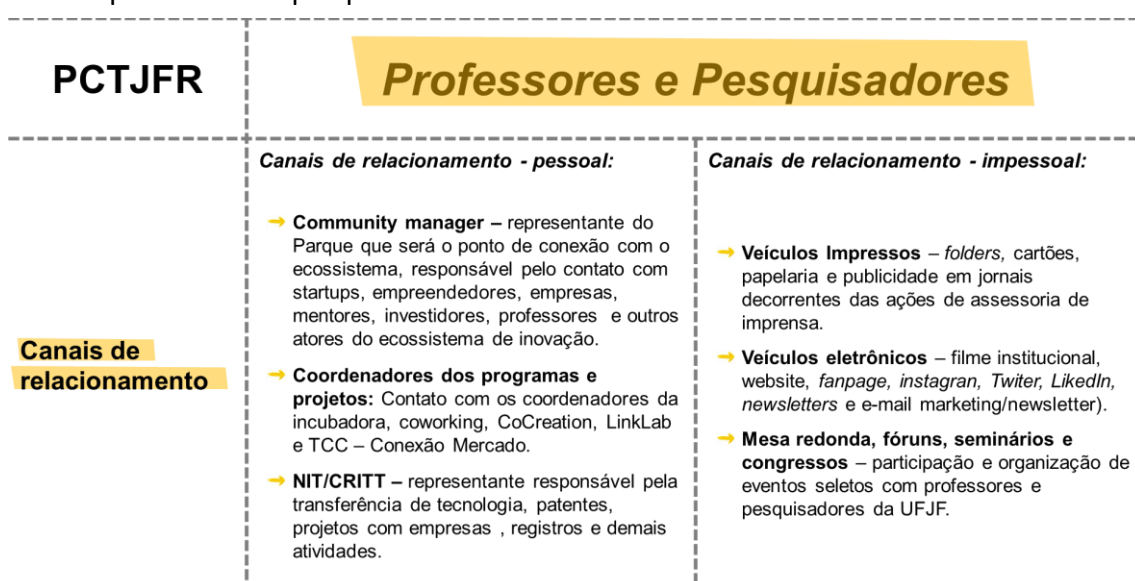 PCTJFR
Professores e Pesquisadores
Canais de
relacionamento
Canais de relacionamento - pessoal:
→ Community manager – representante do
Parque que será o ponto de conexão com o
ecossistema, responsável pelo contato com
startups, empreendedores, empresas,
mentores, investidores, professores e outros
atores do ecossistema de inovação.
→ Coordenadores dos programas e
projetos: Contato com os coordenadores da
incubadora, coworking, CoCreation, LinkLab
e TCC – Conexão Mercado.
→ NIT/CRITT – representante responsável pela
transferência de tecnologia, patentes,
projetos com empresas , registros e demais
atividades.
Canais de relacionamento - impessoal:
→ Veículos Impressos – folders, cartões,
papelaria e publicidade em jornais
decorrentes das ações de assessoria de
imprensa.
→ Veículos eletrônicos – filme institucional,
website, fanpage, instagran, Twiter, LikedIn,
newsletters e e-mail marketing/newsletter).
→ Mesa redonda, fóruns, seminários e
congressos – participação e organização de
eventos seletos com professores e
pesquisadores da UFJF.